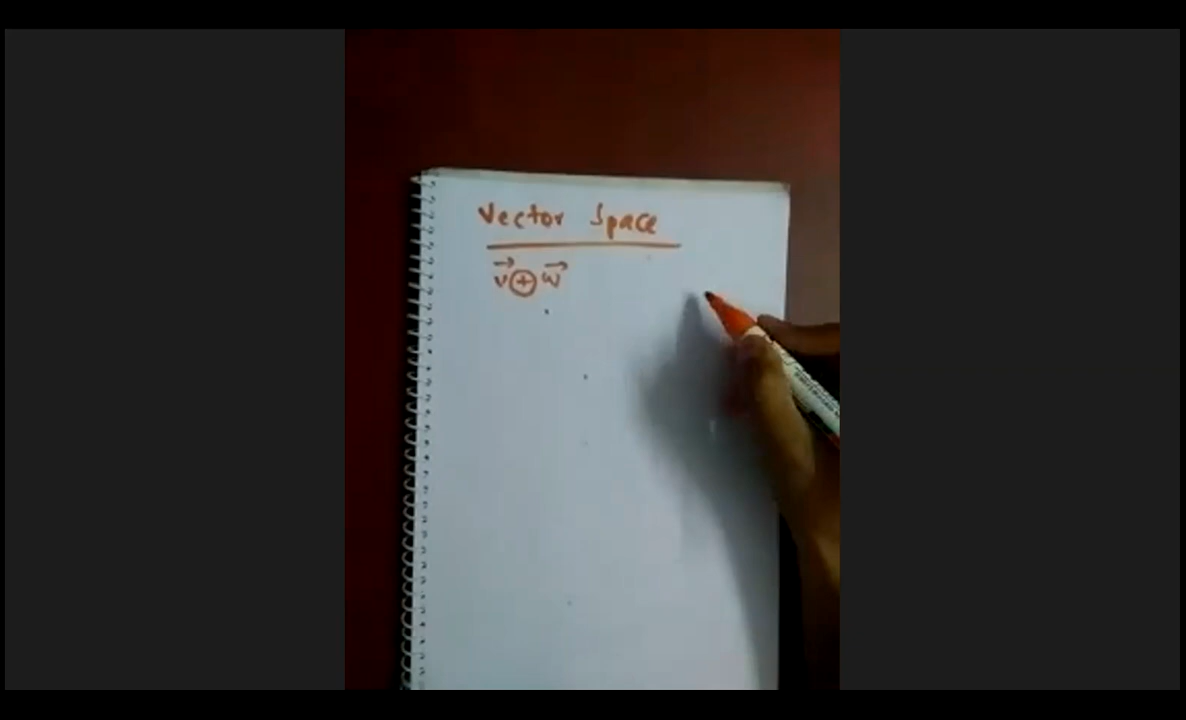 Vector Space
v⃗ ⊕ w⃗